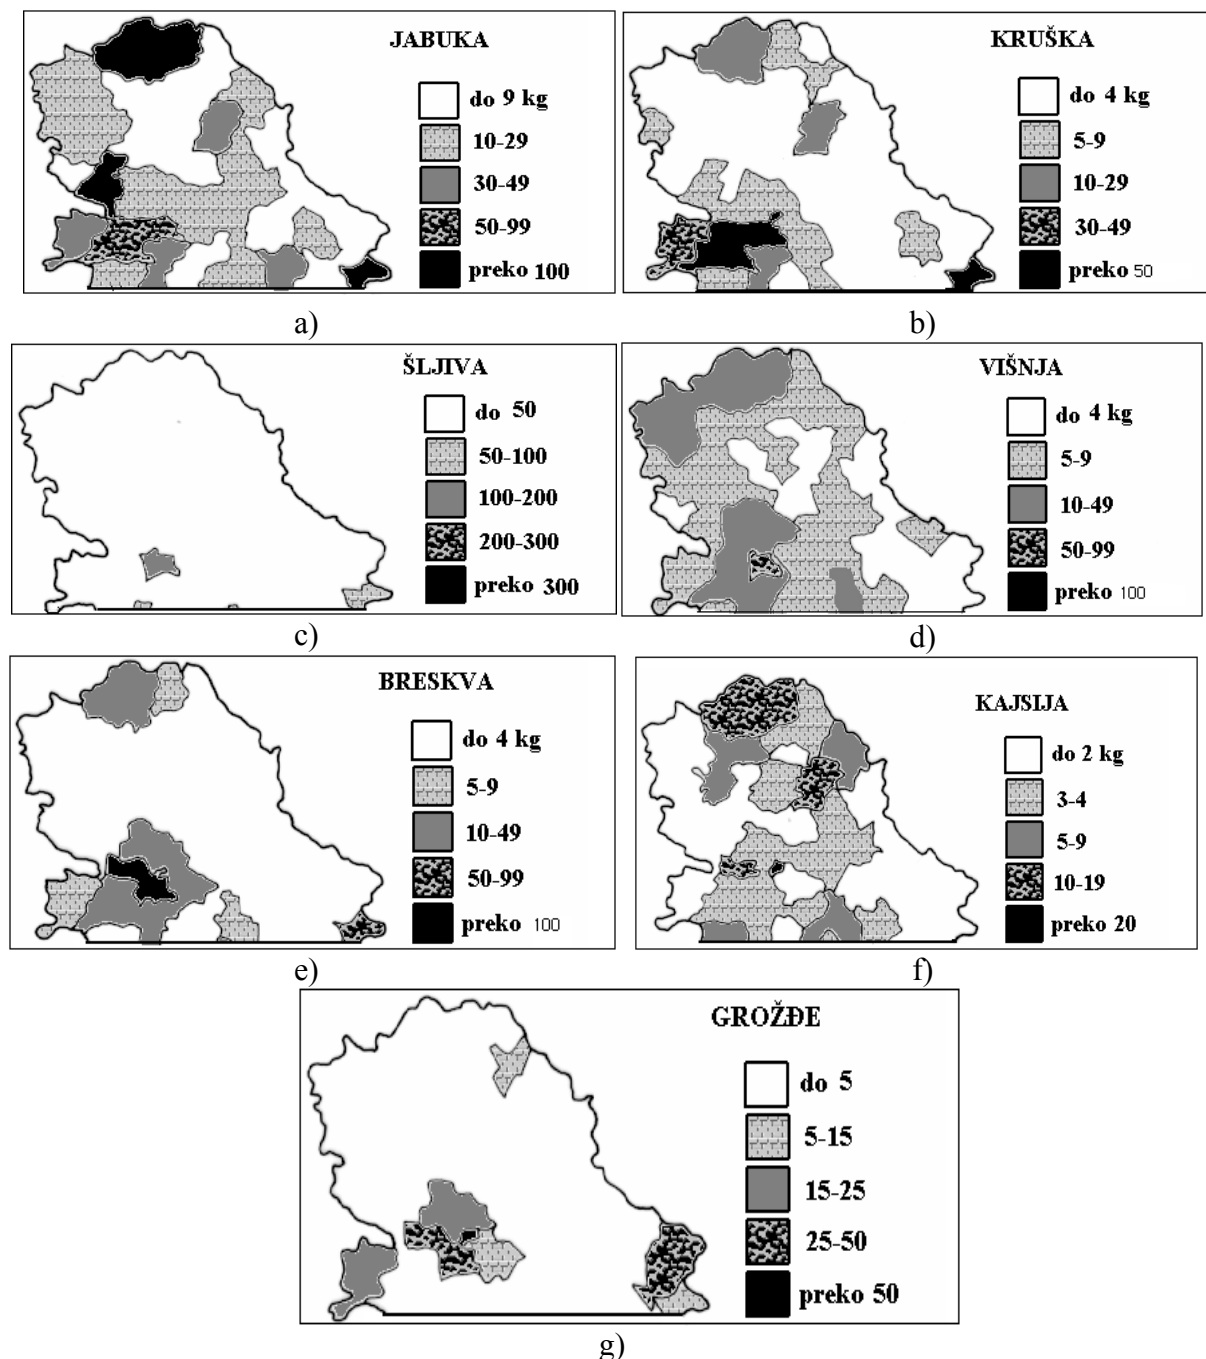 JABUKA
do 9 kg
10-29
30-49
50-99
preko 100
a)
KRUŠKA
do 4 kg
5-9
10-29
30-49
preko 50
b)
ŠLJIVA
do 50
50-100
100-200
200-300
preko 300
c)
VIŠNJA
do 4 kg
5-9
10-49
50-99
preko 100
d)
BRESKVA
do 4 kg
5-9
10-49
50-99
preko 100
e)
KAJSIJA
do 2 kg
3-4
5-9
10-19
preko 20
f)
GROŽĐE
do 5
5-15
15-25
25-50
preko 50
g)